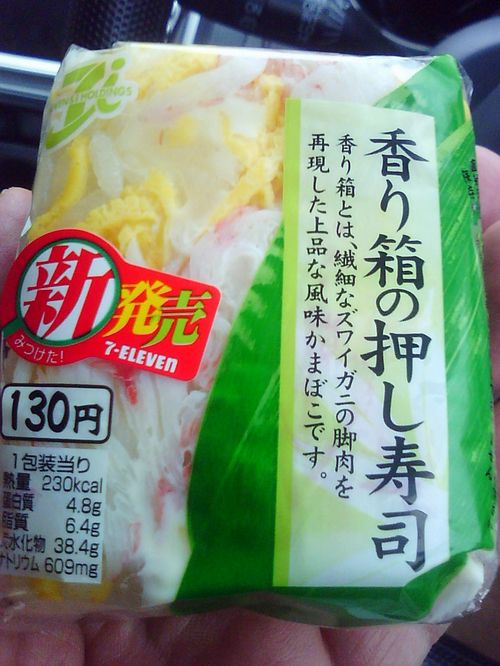 香り箱の押し寿司
香り箱とは、繊細なズワイガニの脚肉を
再現した上品な風味かまぼこです。
新発売
みつけた!
7-ELEVEN
130円
1包装当り
熱量 230kcal
蛋白質 4.8g
脂質 6.4g
炭水化物 38.4g
ナトリウム 609mg